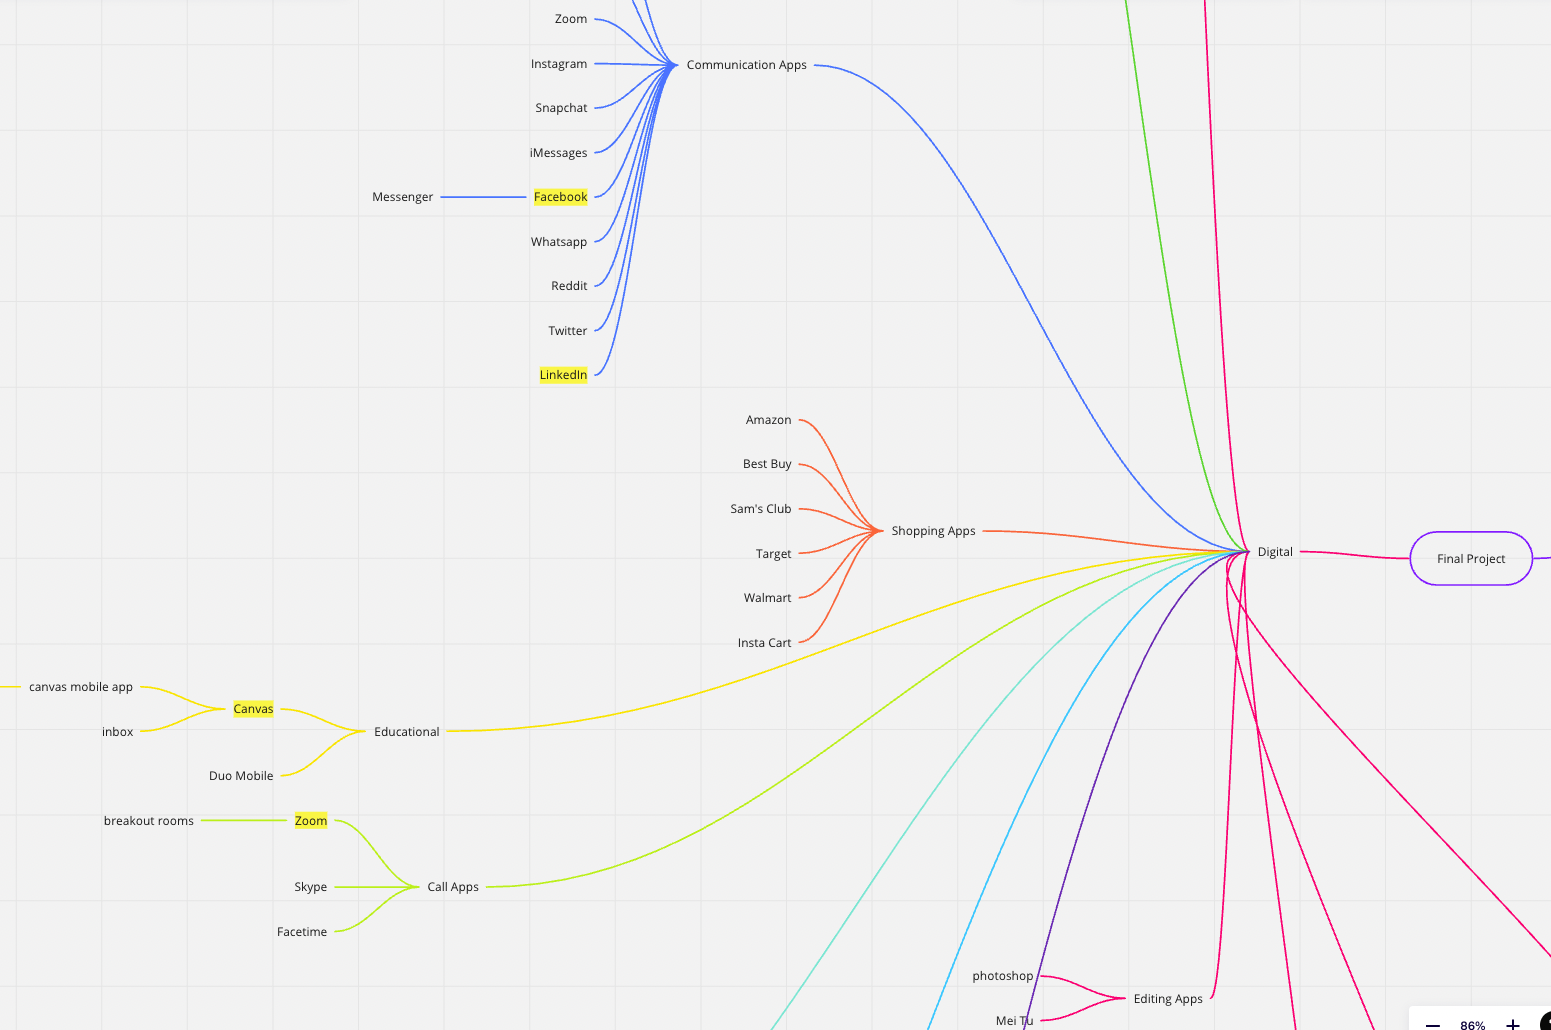 Zoom
Instagram
Communication Apps
Snapchat
iMessages
Messenger
Facebook
Whatsapp
Reddit
Twitter
LinkedIn
Amazon
Best Buy
Sam's Club
Shopping Apps
Target
Walmart
Insta Cart
Digital
Final Project
canvas mobile app
Canvas
inbox
Educational
Duo Mobile
breakout rooms
Zoom
Skype
Call Apps
Facetime
photoshop
Editing Apps
Mei Tu
86%